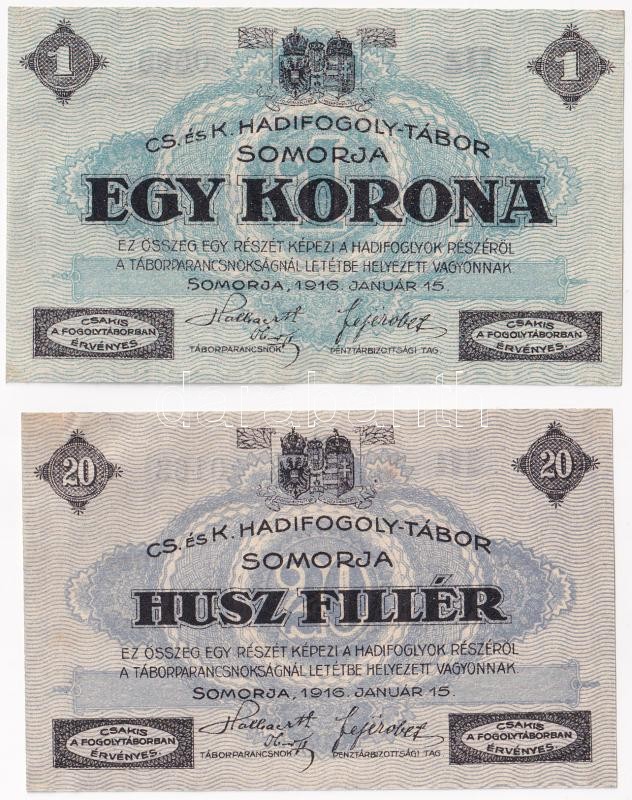 1 1
CS. és K. HADIFOGOLY-TÁBOR
SOMORJA
EGY KORONA
EZ ÖSSZEG EGY RÉSZÉT KÉPEZI A HADIFOGLYOK RÉSZÉRŐL
A TÁBORPARANCSNOKSÁGNÁL LETÉTBE HELYEZETT VAGYONNAK.
SOMORJA, 1916. JANUÁR 15.
CSAKIS
A FOGOLYTÁBORBAN
ÉRVÉNYES.
TÁBORPARANCSNOK PÉNZTÁRBIZOTTSÁGI TAG.
CSAKIS
A FOGOLYTÁBORBAN
ÉRVÉNYES.
darabanth
20 20
CS. és K. HADIFOGOLY-TÁBOR
SOMORJA
HUSZ FILLÉR
EZ ÖSSZEG EGY RÉSZÉT KÉPEZI A HADIFOGLYOK RÉSZÉRŐL
A TÁBORPARANCSNOKSÁGNÁL LETÉTBE HELYEZETT VAGYONNAK.
SOMORJA, 1916. JANUÁR 15.
CSAKIS
A FOGOLYTÁBORBAN
ÉRVÉNYES.
TÁBORPARANCSNOK PÉNZTÁRBIZOTTSÁGI TAG.
CSAKIS
A FOGOLYTÁBORBAN
ÉRVÉNYES.